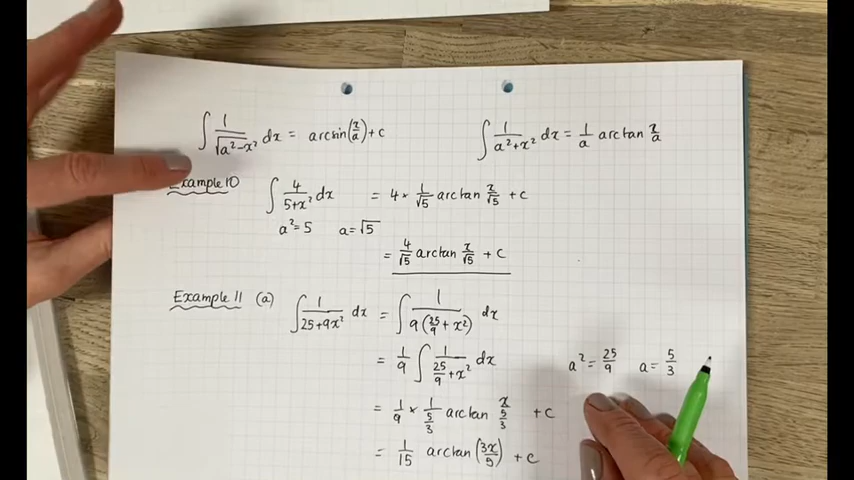 ∫ 1/√(a²-x²) dx = arcsin(x/a) + c    ∫ 1/(a²+x²) dx = 1/a arctan x/a
Example 10    ∫ 4/(5+x²) dx = 4 × 1/√5 arctan x/√5 + c
a² = 5    a = √5
= 4/√5 arctan x/√5 + c
Example 11 (a)    ∫ 1/(25+9x²) dx = ∫ 1/(9(25/9 + x²)) dx
= 1/9 ∫ 1/(25/9 + x²) dx    a² = 25/9    a = 5/3
= 1/9 × 1/(5/3) arctan x/(5/3) + c
= 1/15 arctan(3x/5) + c